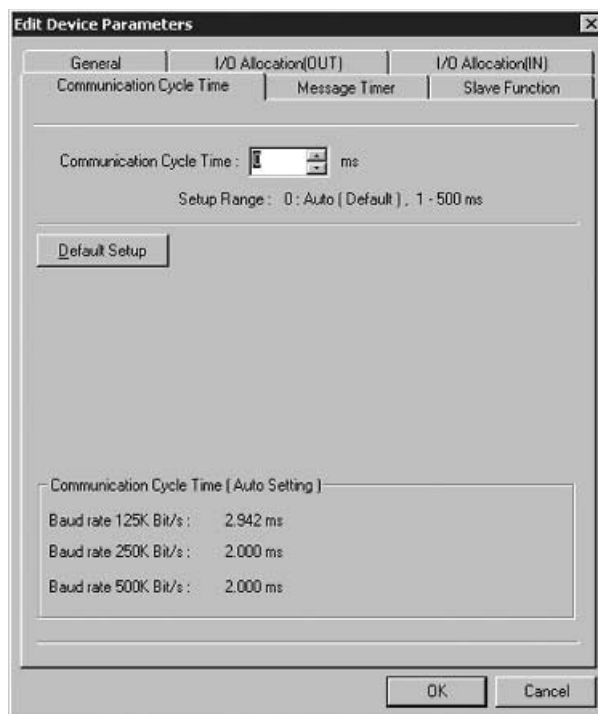 Edit Device Parameters
General I/O Allocation(OUT) I/O Allocation(IN)
Communication Cycle Time Message Timer Slave Function
Communication Cycle Time : 0 ms
Setup Range : 0 : Auto ( Default ) , 1 - 500 ms
Default Setup
Communication Cycle Time ( Auto Setting )
Baud rate 125K Bit/s : 2.942 ms
Baud rate 250K Bit/s : 2.000 ms
Baud rate 500K Bit/s : 2.000 ms
OK Cancel